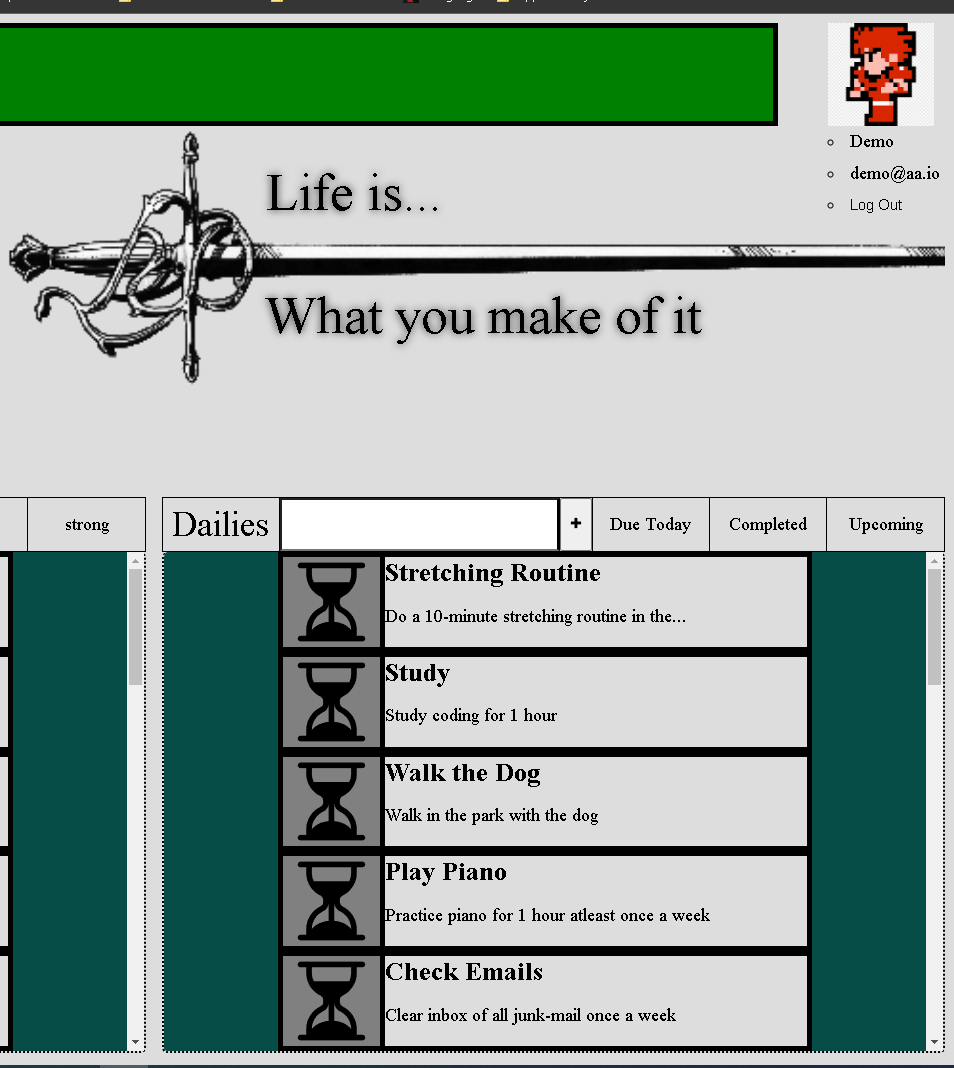 Demo
demo@aa.io
Log Out
Life is...
What you make of it
strong
Dailies
+
Due Today
Completed
Upcoming
Stretching Routine
Do a 10-minute stretching routine in the...
Study
Study coding for 1 hour
Walk the Dog
Walk in the park with the dog
Play Piano
Practice piano for 1 hour atleast once a week
Check Emails
Clear inbox of all junk-mail once a week